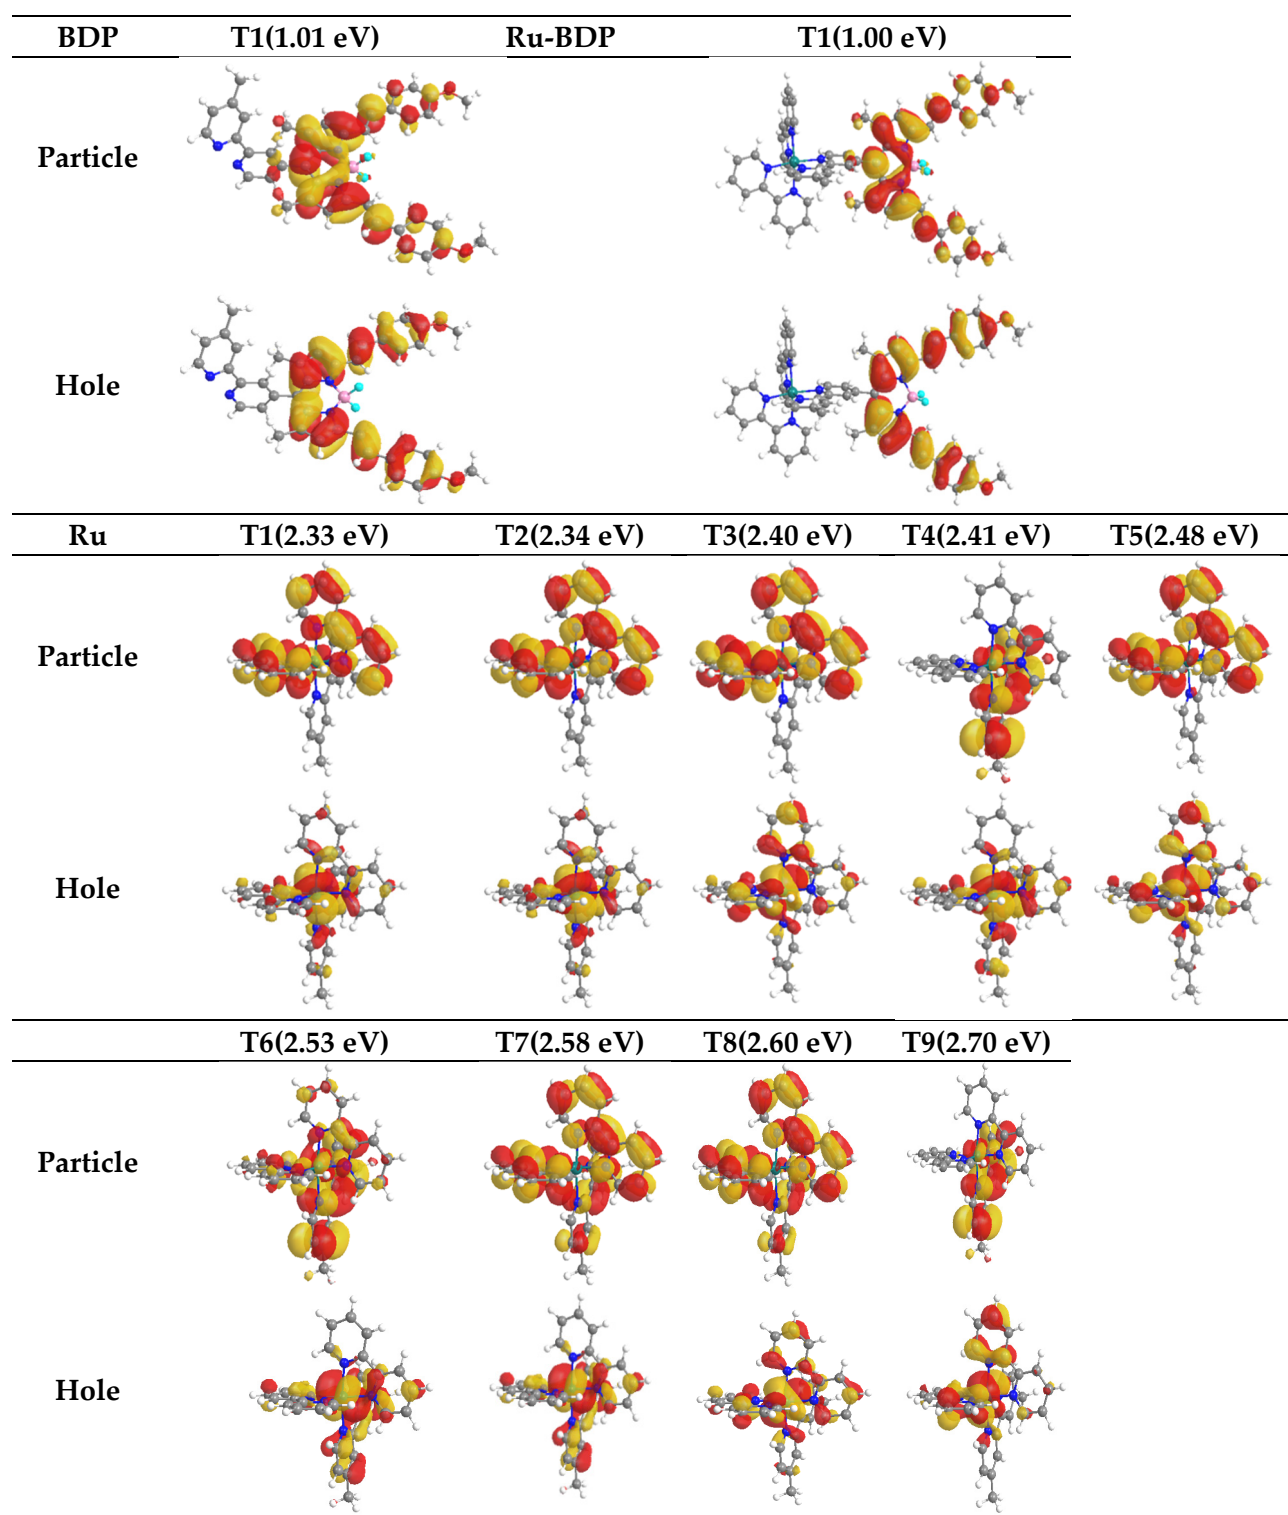 BDP T1(1.01 eV) Ru-BDP T1(1.00 eV)
Particle
Hole
Ru T1(2.33 eV) T2(2.34 eV) T3(2.40 eV) T4(2.41 eV) T5(2.48 eV)
Particle
Hole
T6(2.53 eV) T7(2.58 eV) T8(2.60 eV) T9(2.70 eV)
Particle
Hole